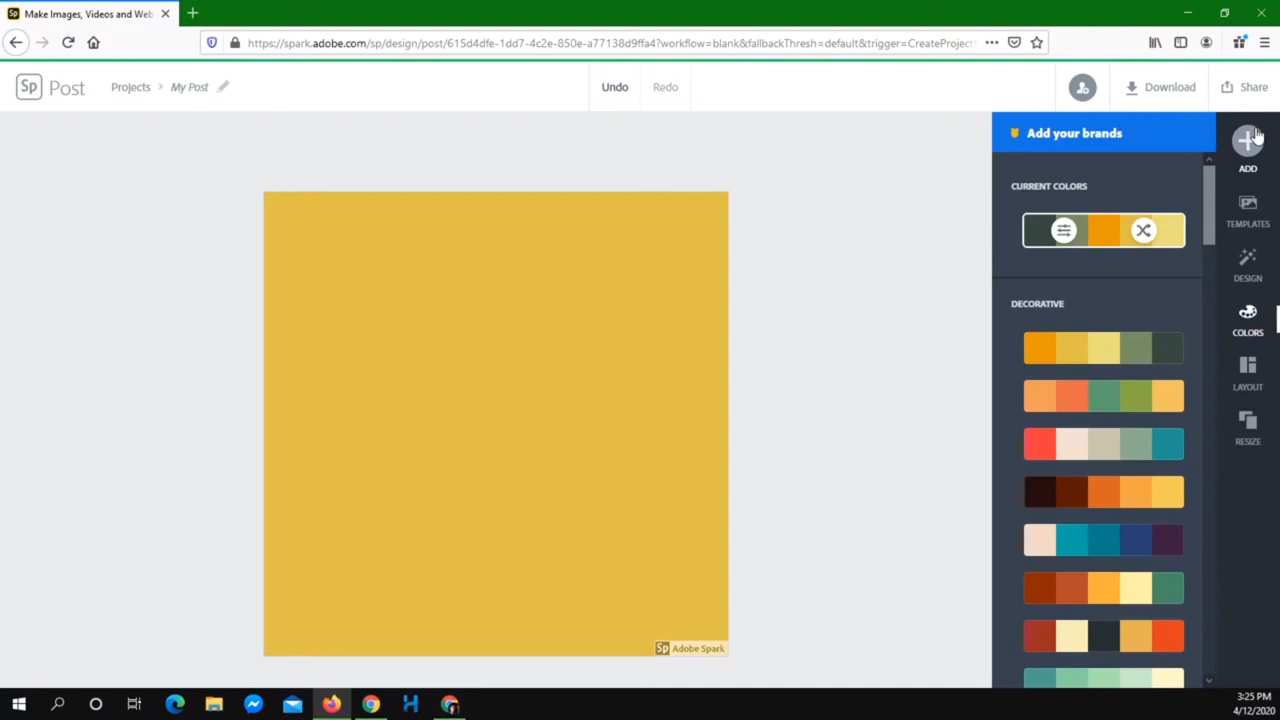 Sp Make Images, Videos and Web
https://spark.adobe.com/sp/design/post/615d4dfe-1dd7-4c2e-850e-a77138d9ffa4?workflow=blank&fallbackThresh=default&trigger=CreateProject
Sp Post Projects > My Post Undo Redo Download Share
Add your brands
ADD
CURRENT COLORS
TEMPLATES
DESIGN
DECORATIVE
COLORS
LAYOUT
RESIZE
Sp Adobe Spark
3:25 PM
4/12/2020